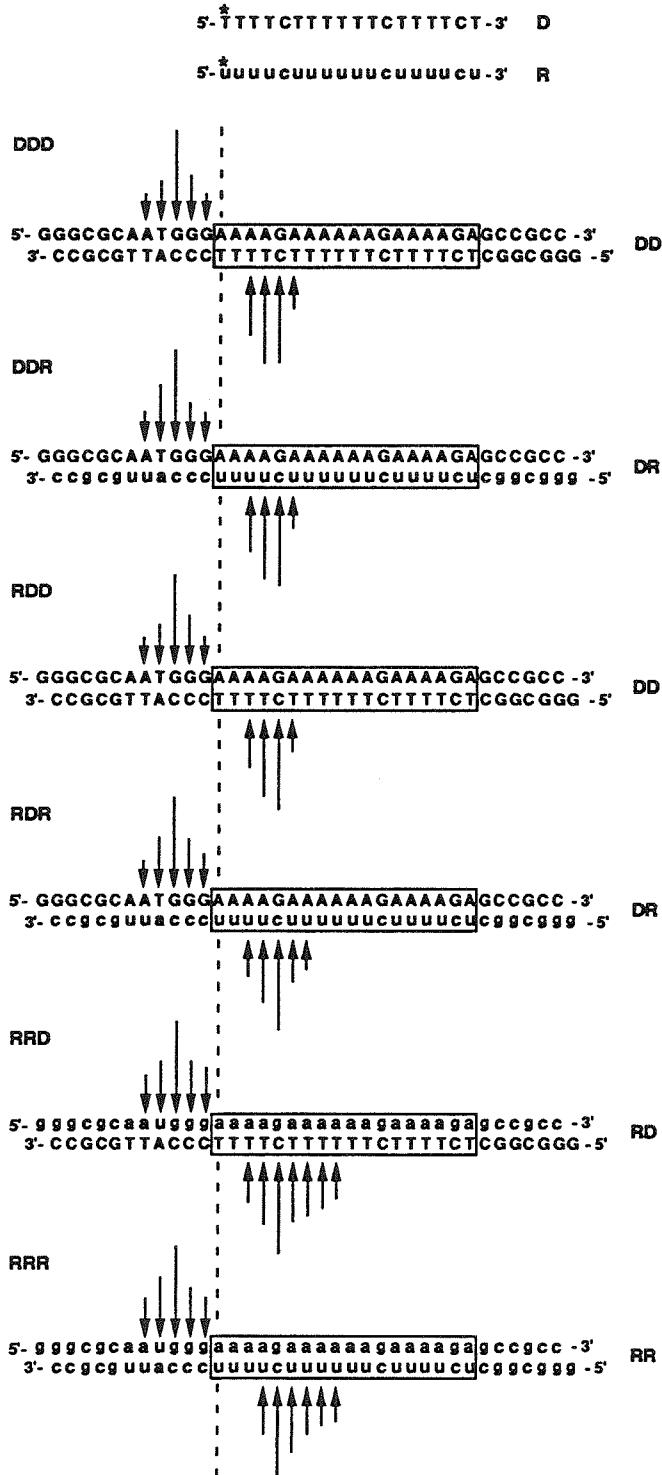 *
5'-TTTTCTTTTTTCTTTTCT-3' D
*
5'-uuuucuuuuuucuuuucu-3' R
DDD
5'- GGGCGCAATGGGAAAAGAAAAAAGAAAAGAGCCGCC -3'
3'- CCGCGTTACCCTTTTCTTTTTTCTTTTCTCGGCGGG -5'
DD
DDR
5'- GGGCGCAATGGGAAAAGAAAAAAGAAAAGAGCCGCC -3'
3'- ccgcguuacccuuuucuuuuuucuuuucucggcggg -5'
DR
RDD
5'- GGGCGCAATGGGAAAAGAAAAAAGAAAAGAGCCGCC -3'
3'- CCGCGTTACCCTTTTCTTTTTTCTTTTCTCGGCGGG -5'
DD
RDR
5'- GGGCGCAATGGGAAAAGAAAAAAGAAAAGAGCCGCC -3'
3'- ccgcguuacccuuuucuuuuuucuuuucucggcggg -5'
DR
RRD
5'- gggcgcaaugggaaaagaaaaaagaaaagagccgcc -3'
3'- CCGCGTTACCCTTTTCTTTTTTCTTTTCTCGGCGGG -5'
RD
RRR
5'- gggcgcaaugggaaaagaaaaaagaaaagagccgcc -3'
3'- ccgcguuacccuuuucuuuuuucuuuucucggcggg -5'
RR